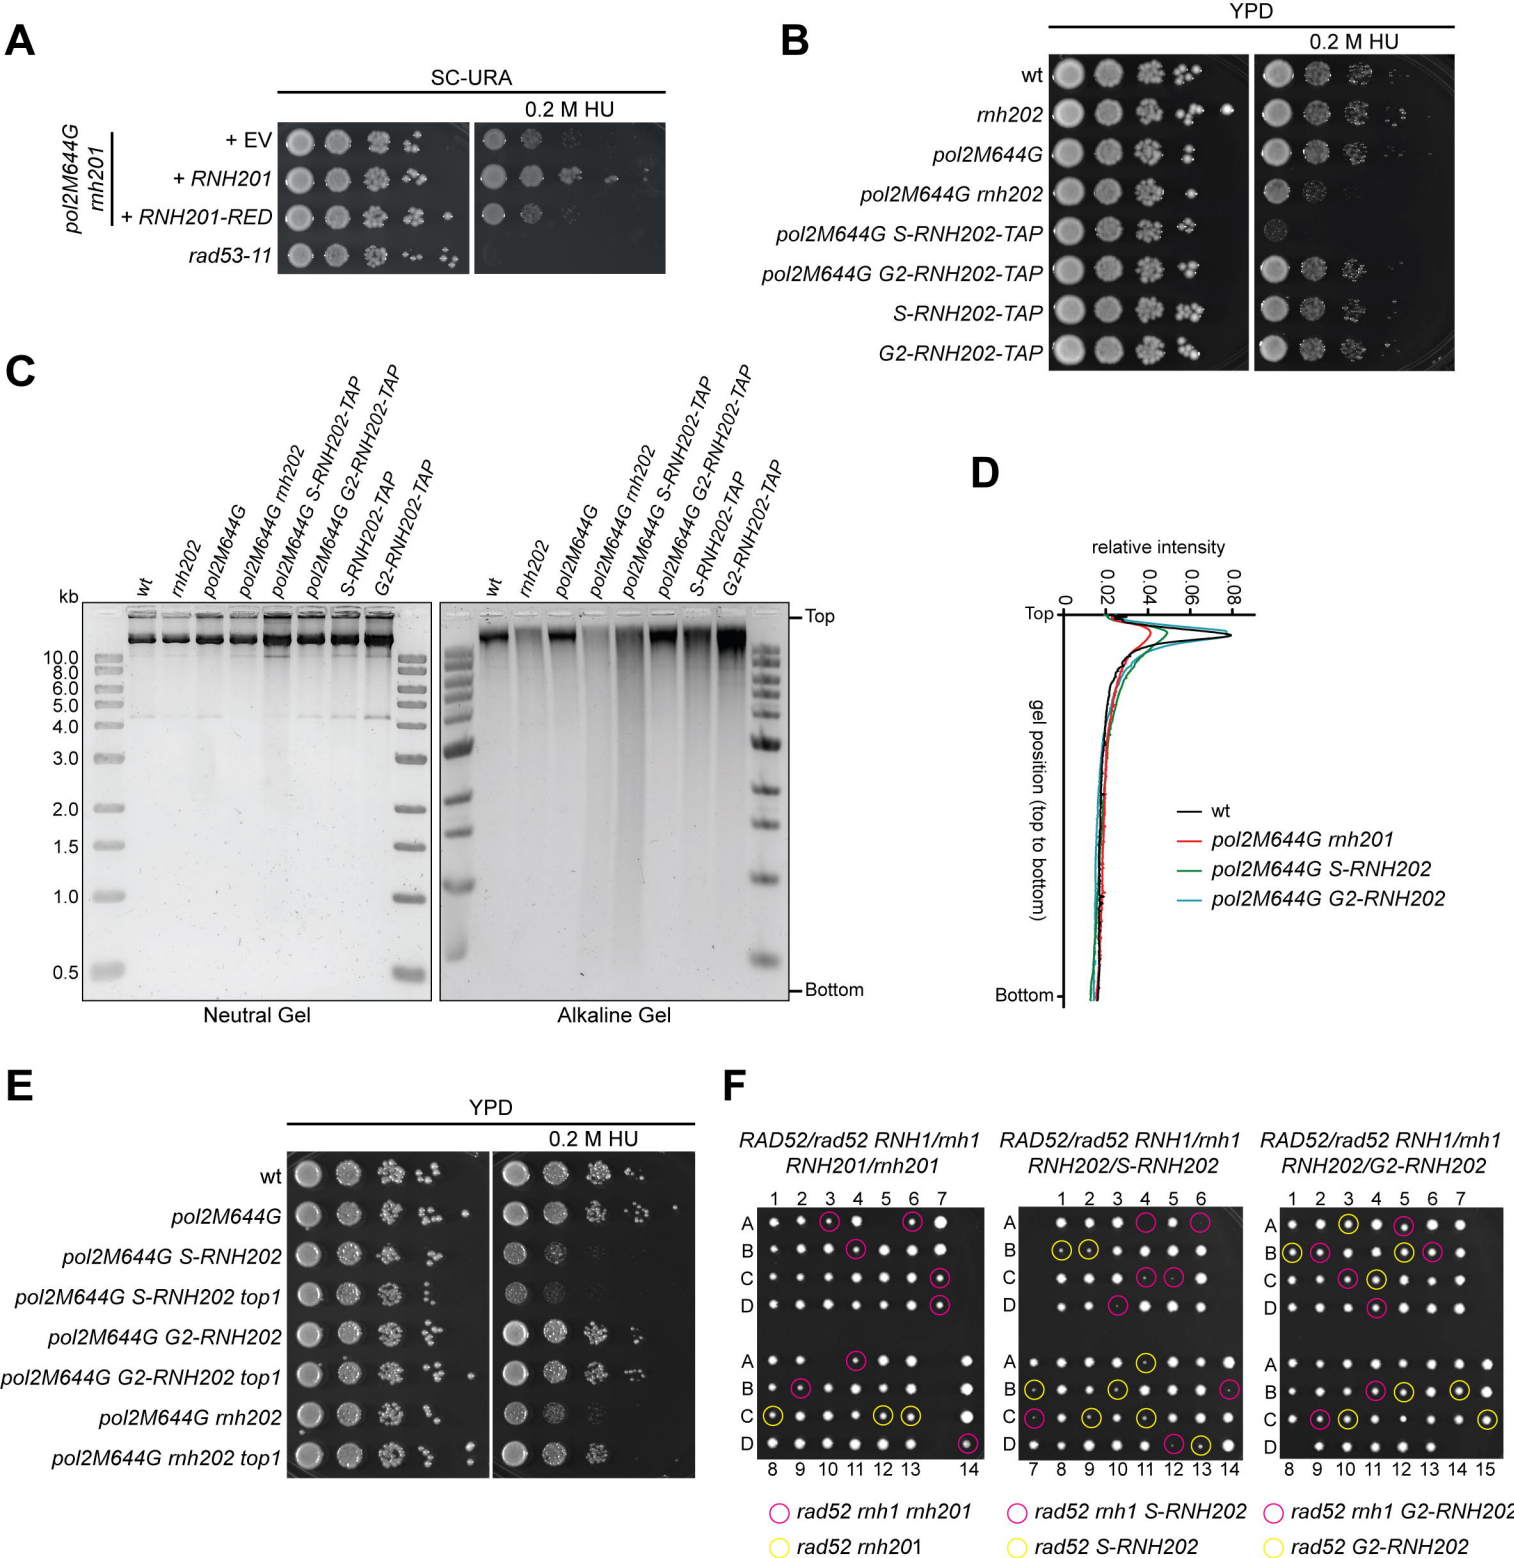 A
SC-URA
0.2 M HU
pol2M644G
rnh201
+ EV
+ RNH201
+ RNH201-RED
rad53-11
B
YPD
0.2 M HU
wt
rnh202
pol2M644G
pol2M644G rnh202
pol2M644G S-RNH202-TAP
pol2M644G G2-RNH202-TAP
S-RNH202-TAP
G2-RNH202-TAP
C
wt
rnh202
pol2M644G
pol2M644G rnh202
pol2M644G S-RNH202-TAP
pol2M644G G2-RNH202-TAP
S-RNH202-TAP
G2-RNH202-TAP
wt
rnh202
pol2M644G
pol2M644G rnh202
pol2M644G S-RNH202-TAP
pol2M644G G2-RNH202-TAP
S-RNH202-TAP
G2-RNH202-TAP
kb
10.0
8.0
6.0
5.0
4.0
3.0
2.0
1.5
1.0
0.5
Top
Bottom
Neutral Gel
Alkaline Gel
D
relative intensity
0
0.02
0.04
0.06
0.08
Top
gel position (top to bottom)
Bottom
wt
pol2M644G rnh201
pol2M644G S-RNH202
pol2M644G G2-RNH202
E
YPD
0.2 M HU
wt
pol2M644G
pol2M644G S-RNH202
pol2M644G S-RNH202 top1
pol2M644G G2-RNH202
pol2M644G G2-RNH202 top1
pol2M644G rnh202
pol2M644G rnh202 top1
F
RAD52/rad52 RNH1/rnh1
RNH201/rnh201
1 2 3 4 5 6 7
A
B
C
D
A
B
C
D
8 9 10 11 12 13 14
rad52 rnh1 rnh201
rad52 rnh201
RAD52/rad52 RNH1/rnh1
RNH202/S-RNH202
1 2 3 4 5 6
A
B
C
D
A
B
C
D
7 8 9 10 11 12 13 14
rad52 rnh1 S-RNH202
rad52 S-RNH202
RAD52/rad52 RNH1/rnh1
RNH202/G2-RNH202
1 2 3 4 5 6 7
A
B
C
D
A
B
C
D
8 9 10 11 12 13 14 15
rad52 rnh1 G2-RNH202
rad52 G2-RNH202